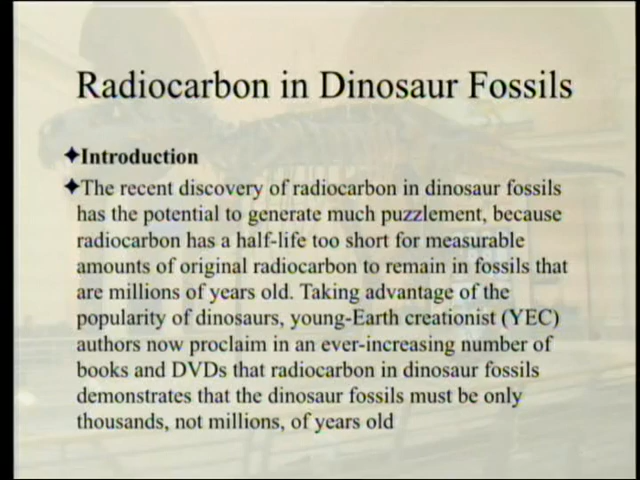 Radiocarbon in Dinosaur Fossils
Introduction
The recent discovery of radiocarbon in dinosaur fossils
has the potential to generate much puzzlement, because
radiocarbon has a half-life too short for measurable
amounts of original radiocarbon to remain in fossils that
are millions of years old. Taking advantage of the
popularity of dinosaurs, young-Earth creationist (YEC)
authors now proclaim in an ever-increasing number of
books and DVDs that radiocarbon in dinosaur fossils
demonstrates that the dinosaur fossils must be only
thousands, not millions, of years old